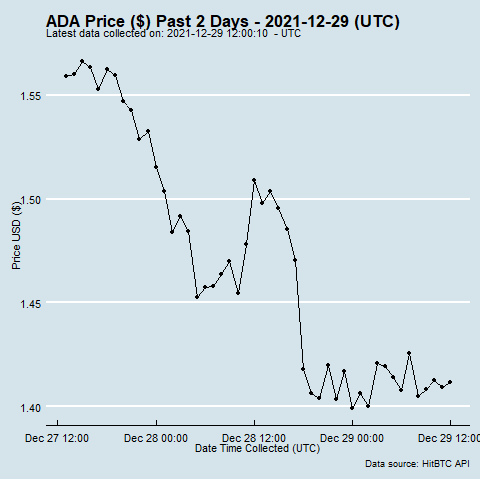 ADA Price ($) Past 2 Days - 2021-12-29 (UTC)
Latest data collected on: 2021-12-29 12:00:10 - UTC
1.55
1.50
1.45
1.40
Price USD ($)
Dec 27 12:00 Dec 28 00:00 Dec 28 12:00 Dec 29 00:00 Dec 29 12:00
Date Time Collected (UTC)
Data source: HitBTC API